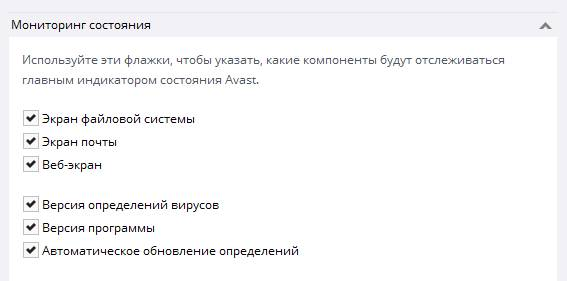 Мониторинг состояния
Используйте эти флажки, чтобы указать, какие компоненты будут отслеживаться
главным индикатором состояния Avast.
Экран файловой системы
Экран почты
Веб-экран
Версия определений вирусов
Версия программы
Автоматическое обновление определений